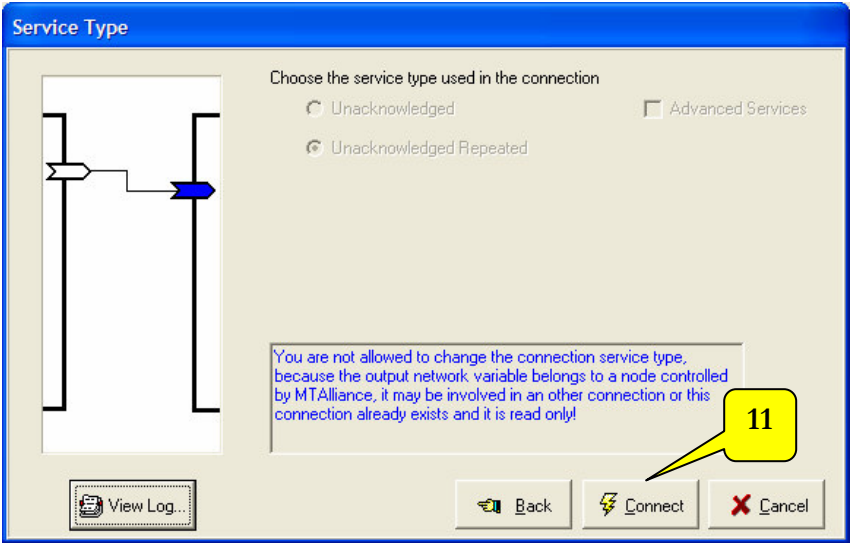 Service Type
Choose the service type used in the connection
Unacknowledged
Advanced Services
Unacknowledged Repeated
You are not allowed to change the connection service type,
because the output network variable belongs to a node controlled
by MTAlliance, it may be involved in an other connection or this
connection already exists and it is read only!
11
View Log...
Back
Connect
Cancel